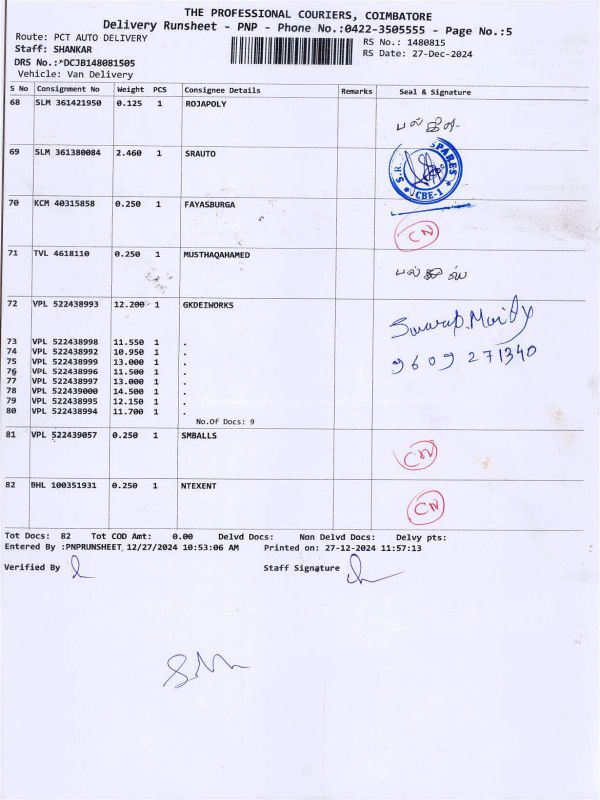 THE PROFESSIONAL COURIERS, COIMBATORE
Delivery Runsheet - PNP - Phone No.:0422-3505555 - Page No.:5
Route: PCT AUTO DELIVERY
RS No.: 1480815
Staff: SHANKAR
RS Date: 27-Dec-2024
DRS No.:*DCJB148081505
Vehicle: Van Delivery
S No Consignment No Weight PCS Consignee Details Remarks Seal & Signature
68 SLM 361421950 0.125 1 ROJAPOLY
69 SLM 361380084 2.460 1 SRAUTO
S.R. SPARES
CBE-1
70 KCM 40315858 0.250 1 FAYASBURGA
CN
71 TVL 4618110 0.250 1 MUSTHAQAHAMED
72 VPL 522438993 12.200 1 GKDEIWORKS
73 VPL 522438998 11.550 1 .
74 VPL 522438992 10.950 1 .
75 VPL 522438999 13.000 1 .
76 VPL 522438996 11.500 1 .
77 VPL 522438997 13.000 1 .
78 VPL 522439000 14.500 1 .
79 VPL 522438995 12.150 1 .
80 VPL 522438994 11.700 1 .
9609 271340
No.Of Docs: 9
81 VPL 522439057 0.250 1 SMBALLS
CN
82 BHL 100351931 0.250 1 NTEXENT
CN
Tot Docs: 82 Tot COD Amt: 0.00 Delvd Docs: Non Delvd Docs: Delvy pts:
Entered By :PNPRUNSHEET, 12/27/2024 10:53:06 AM Printed on: 27-12-2024 11:57:13
Verified By
Staff Signature